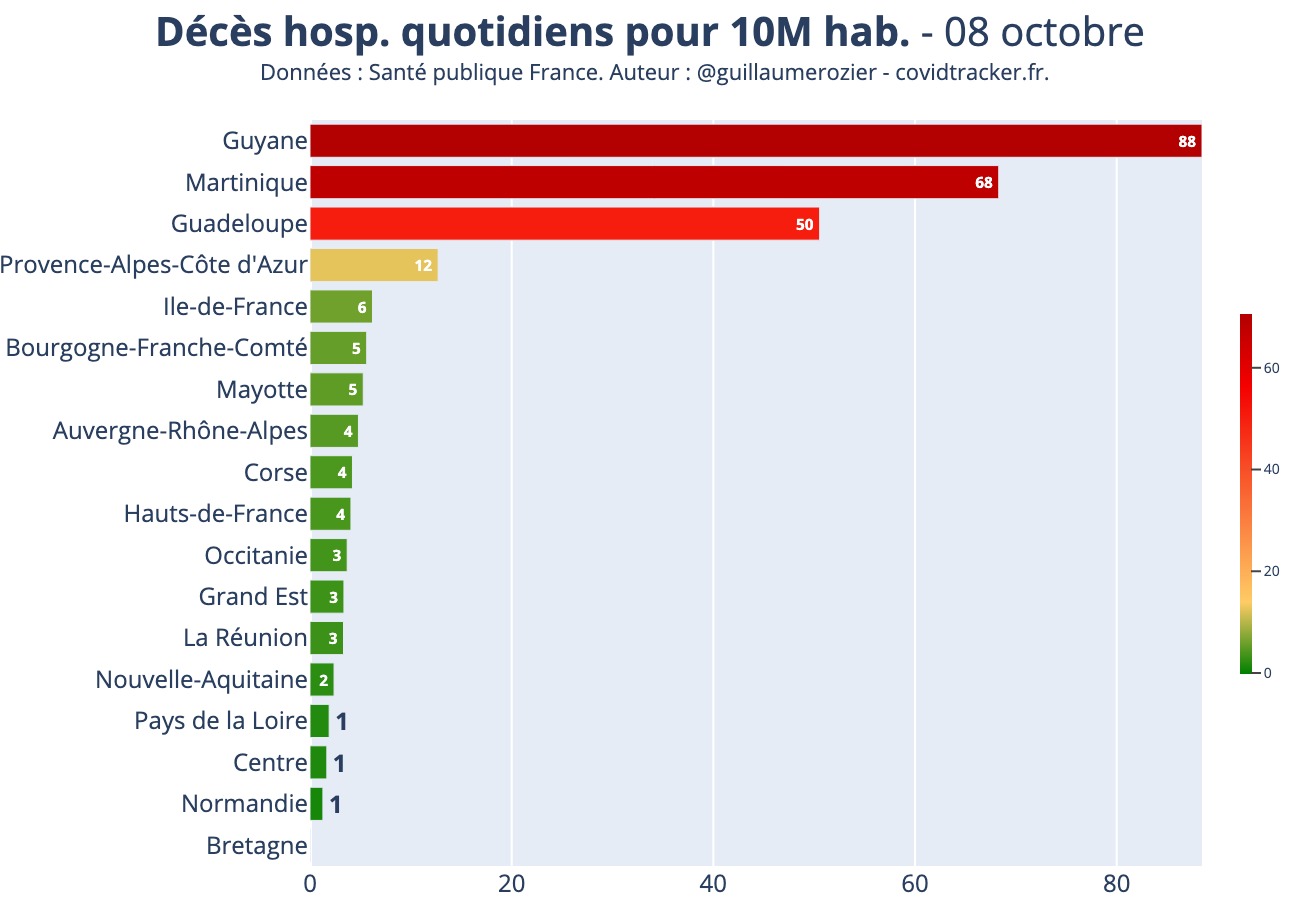 Décès hosp. quotidiens pour 10M hab. - 08 octobre
Données : Santé publique France. Auteur : @guillaumerozier - covidtracker.fr.
Guyane 88
Martinique 68
Guadeloupe 50
Provence-Alpes-Côte d'Azur 12
Ile-de-France 6
Bourgogne-Franche-Comté 5
Mayotte 5
Auvergne-Rhône-Alpes 4
Corse 4
Hauts-de-France 4
Occitanie 3
Grand Est 3
La Réunion 3
Nouvelle-Aquitaine 2
Pays de la Loire 1
Centre 1
Normandie 1
Bretagne
0 20 40 60 80
60
40
20
0